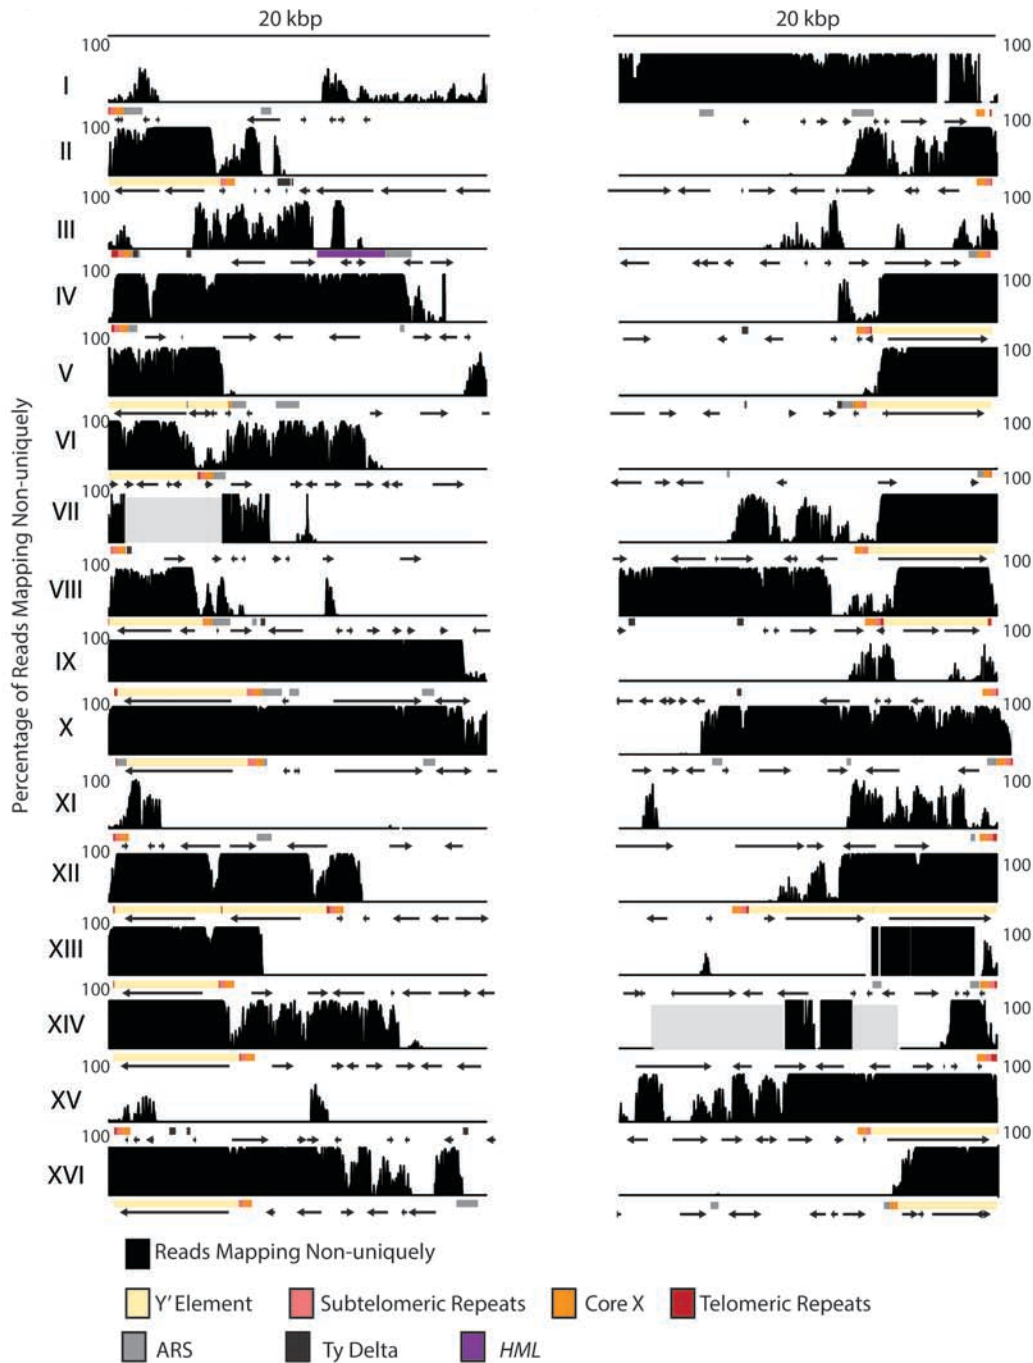 20 kbp 20 kbp
100 100
I
100 100
II
100 100
III
100 100
IV
100 100
V
100 100
VI
100 100
VII
100 100
VIII
100 100
IX
100 100
X
100 100
XI
100 100
XII
100 100
XIII
100 100
XIV
100 100
XV
100 100
XVI
Percentage of Reads Mapping Non-uniquely
Reads Mapping Non-uniquely
Y' Element Subtelomeric Repeats Core X Telomeric Repeats
ARS Ty Delta HML